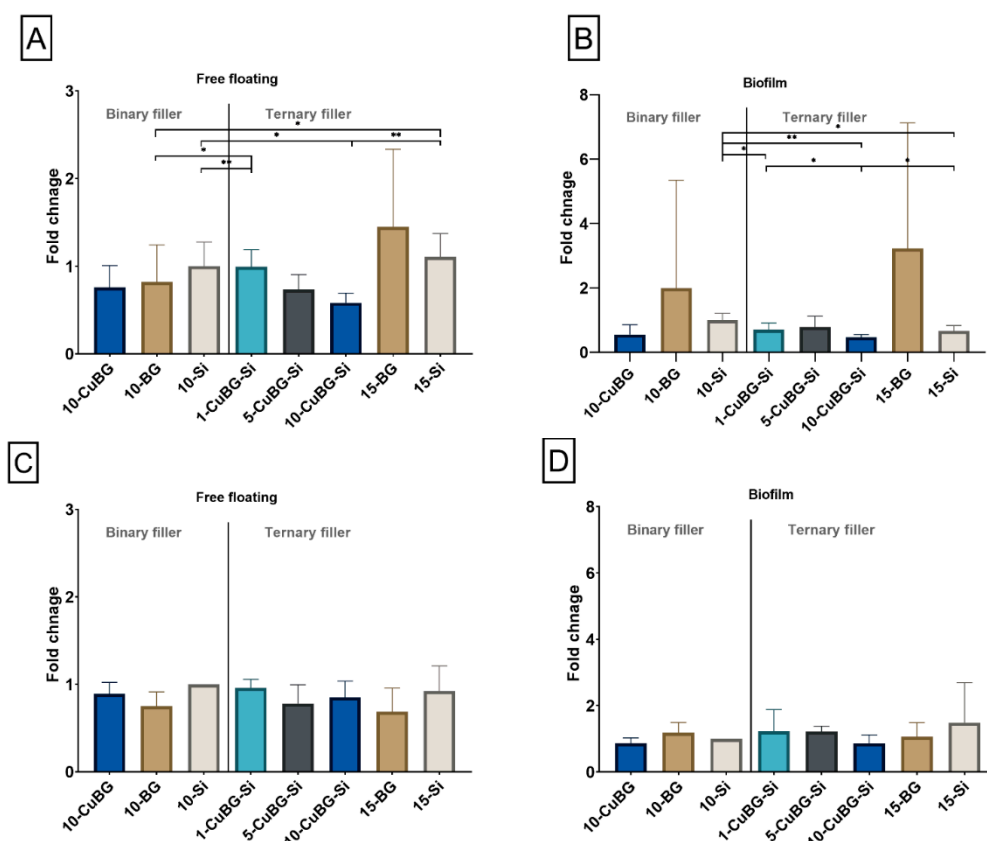 A
Free floating
Binary filler Ternary filler
Fold chnage
3
2
1
0
* * ** * **
10-CuBG 10-BG 10-Si 1-CuBG-Si 5-CuBG-Si 10-CuBG-Si 15-BG 15-Si
B
Biofilm
Binary filler Ternary filler
Fold chnage
8
6
4
2
0
* ** * * *
10-CuBG 10-BG 10-Si 1-CuBG-Si 5-CuBG-Si 10-CuBG-Si 15-BG 15-Si
C
Free floating
Binary filler Ternary filler
Fold chnage
3
2
1
0
10-CuBG 10-BG 10-Si 1-CuBG-Si 5-CuBG-Si 10-CuBG-Si 15-BG 15-Si
D
Biofilm
Binary filler Ternary filler
Fold chnage
8
6
4
2
0
10-CuBG 10-BG 10-Si 1-CuBG-Si 5-CuBG-Si 10-CuBG-Si 15-BG 15-Si